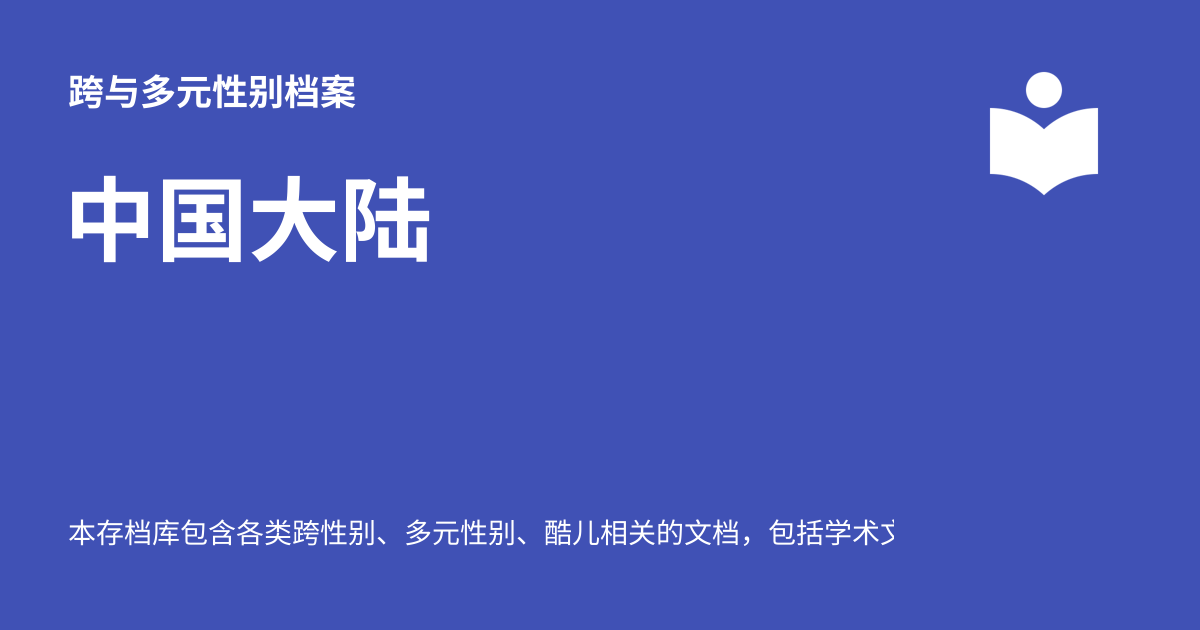 跨与多元性别档案
中国大陆
本存档库包含各类跨性别、多元性别、酷儿相关的文档，包括学术